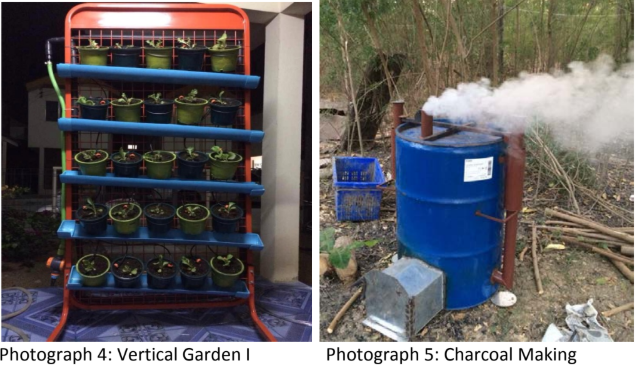 Photograph 4: Vertical Garden I
Photograph 5: Charcoal Making